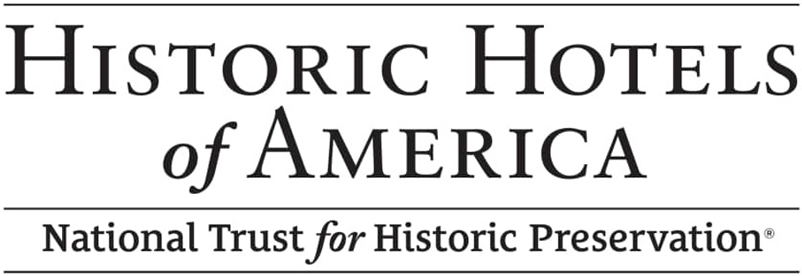 HISTORIC HOTELS
of AMERICA
National Trust for Historic Preservation®